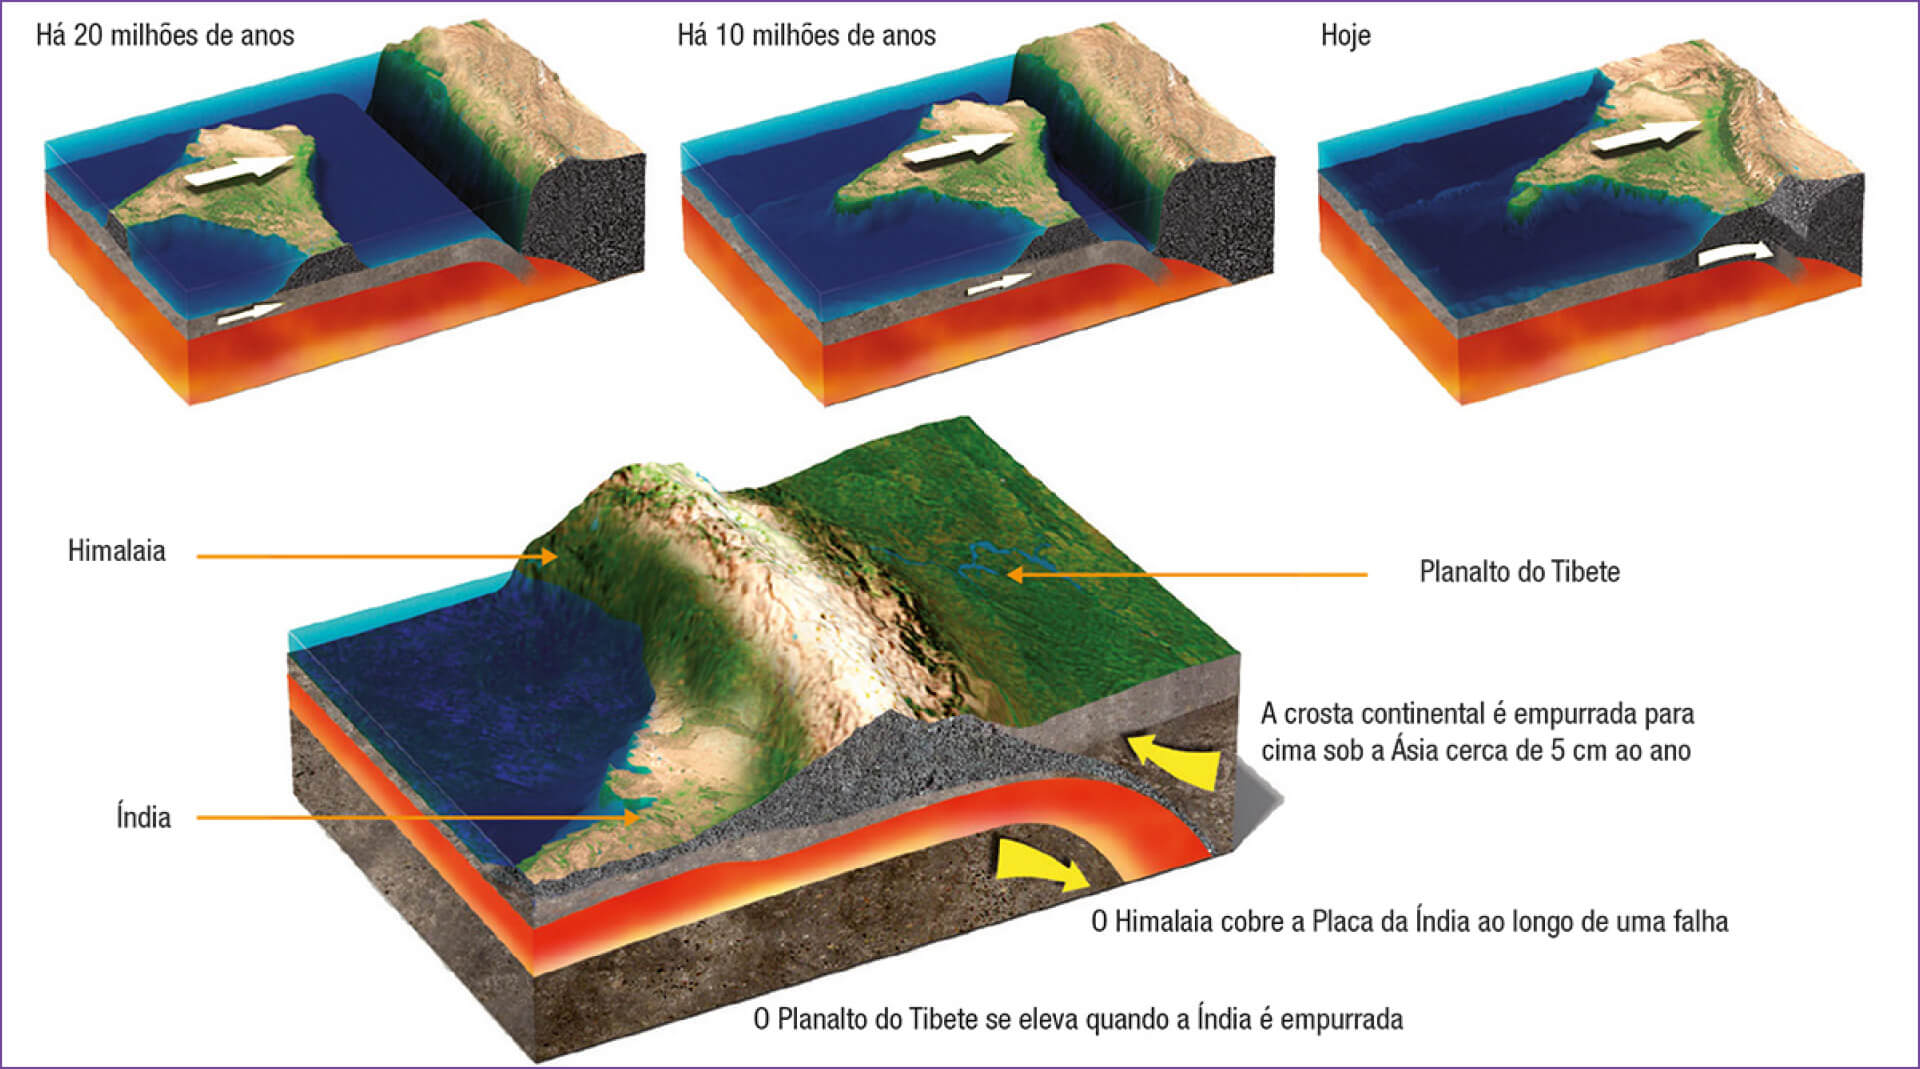 Há 20 milhões de anos
Há 10 milhões de anos
Hoje
Himalaia
Planalto do Tibete
A crosta continental é empurrada para
cima sob a Ásia cerca de 5 cm ao ano
Índia
O Himalaia cobre a Placa da Índia ao longo de uma falha
O Planalto do Tibete se eleva quando a Índia é empurrada